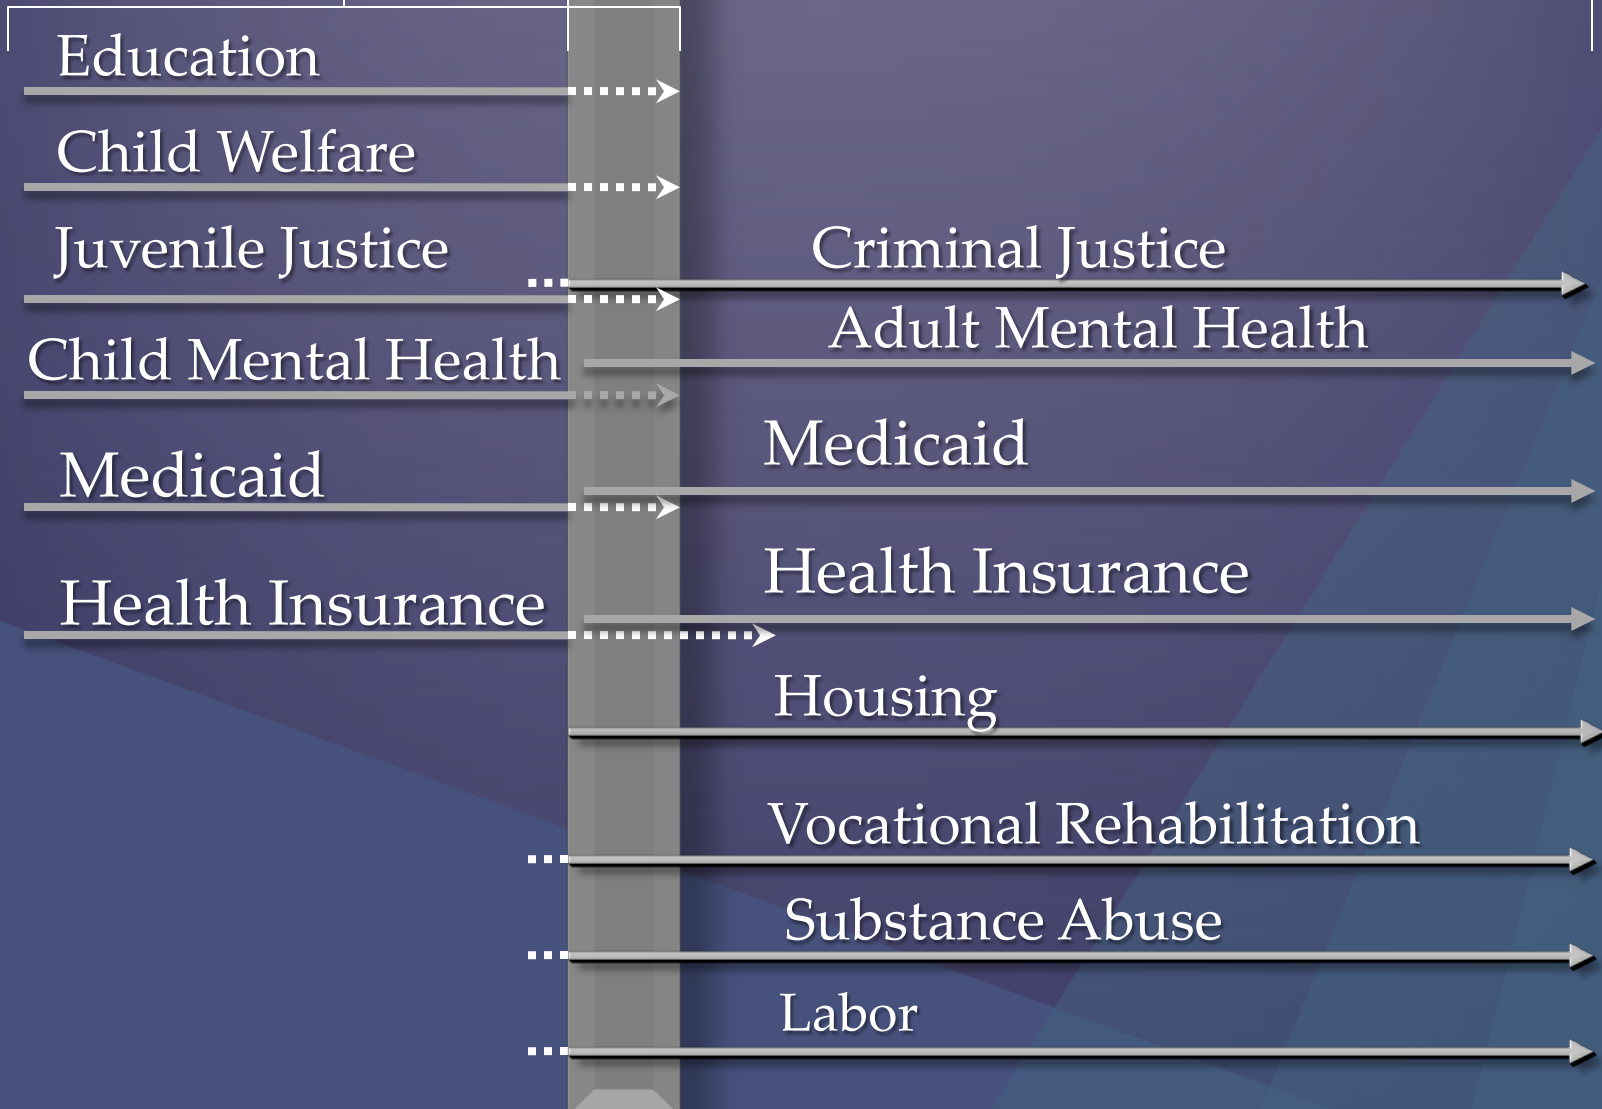 Education
Child Welfare
Juvenile Justice
Criminal Justice
Adult Mental Health
Child Mental Health
Medicaid
Medicaid
Health Insurance
Health Insurance
Housing
Vocational Rehabilitation
Substance Abuse
Labor